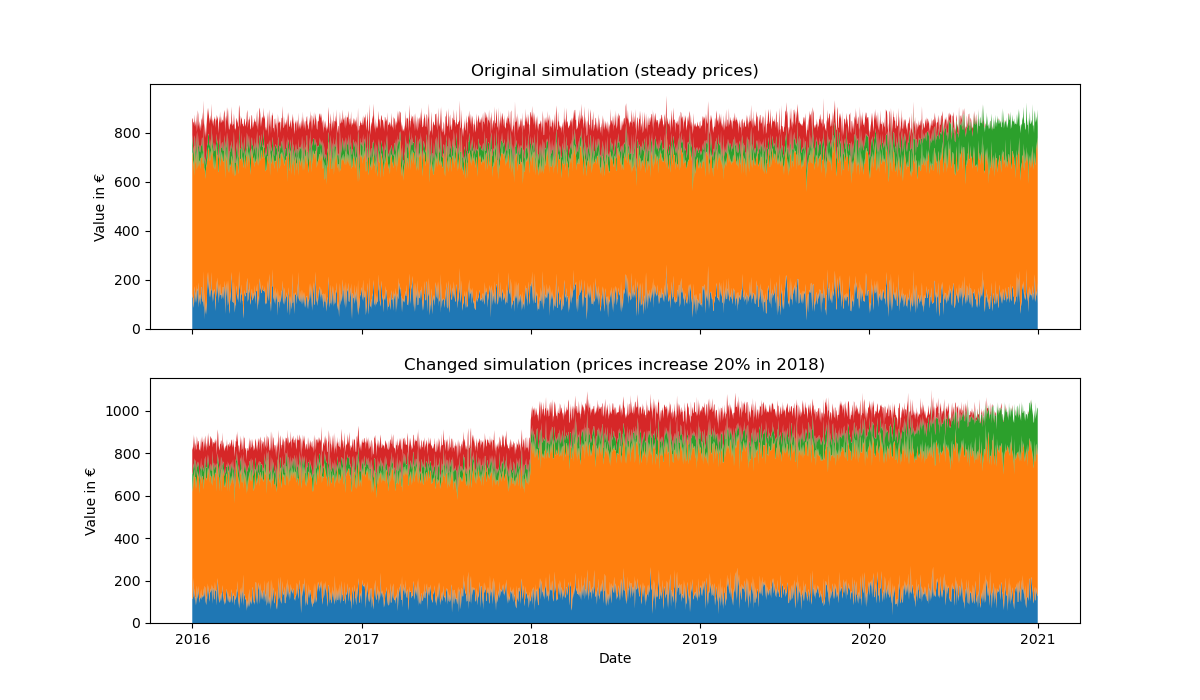 Original simulation (steady prices)
800
600
400
200
0
Value in €
Changed simulation (prices increase 20% in 2018)
1000
800
600
400
200
0
Value in €
2016 2017 2018 2019 2020 2021
Date